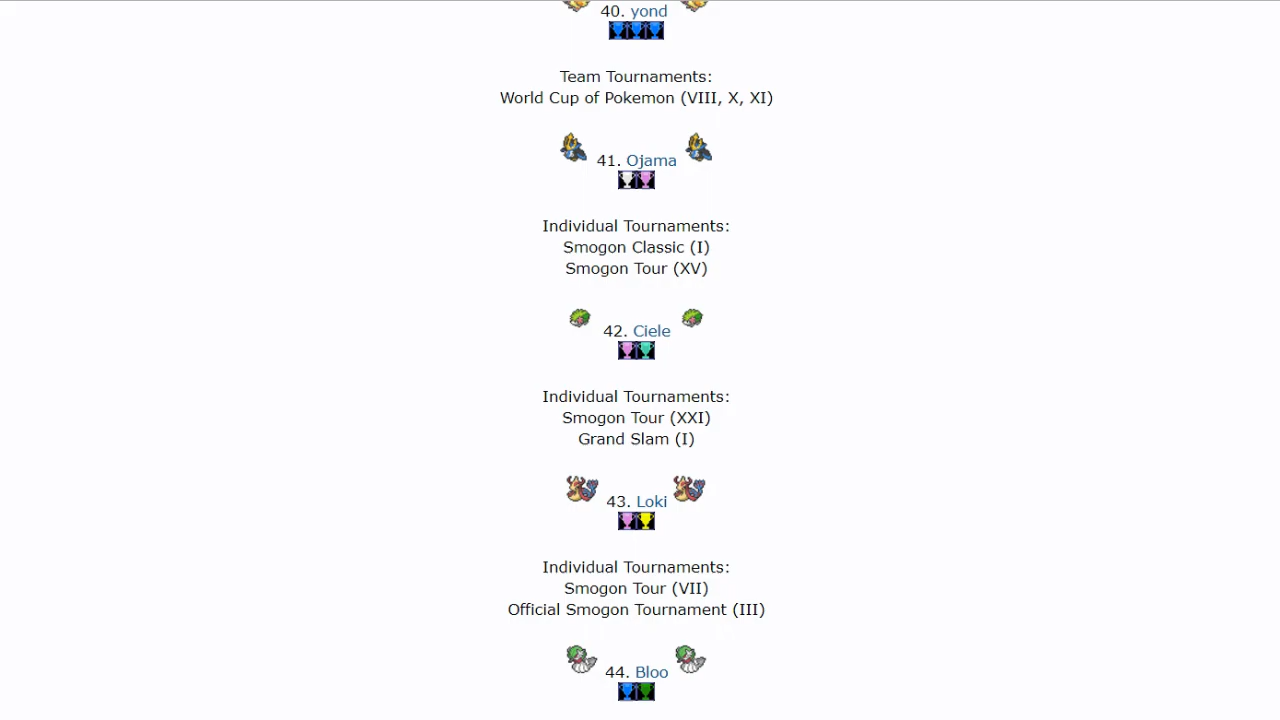 40. yond
Team Tournaments:
World Cup of Pokemon (VIII, X, XI)
41. Ojama
Individual Tournaments:
Smogon Classic (I)
Smogon Tour (XV)
42. Ciele
Individual Tournaments:
Smogon Tour (XXI)
Grand Slam (I)
43. Loki
Individual Tournaments:
Smogon Tour (VII)
Official Smogon Tournament (III)
44. Bloo